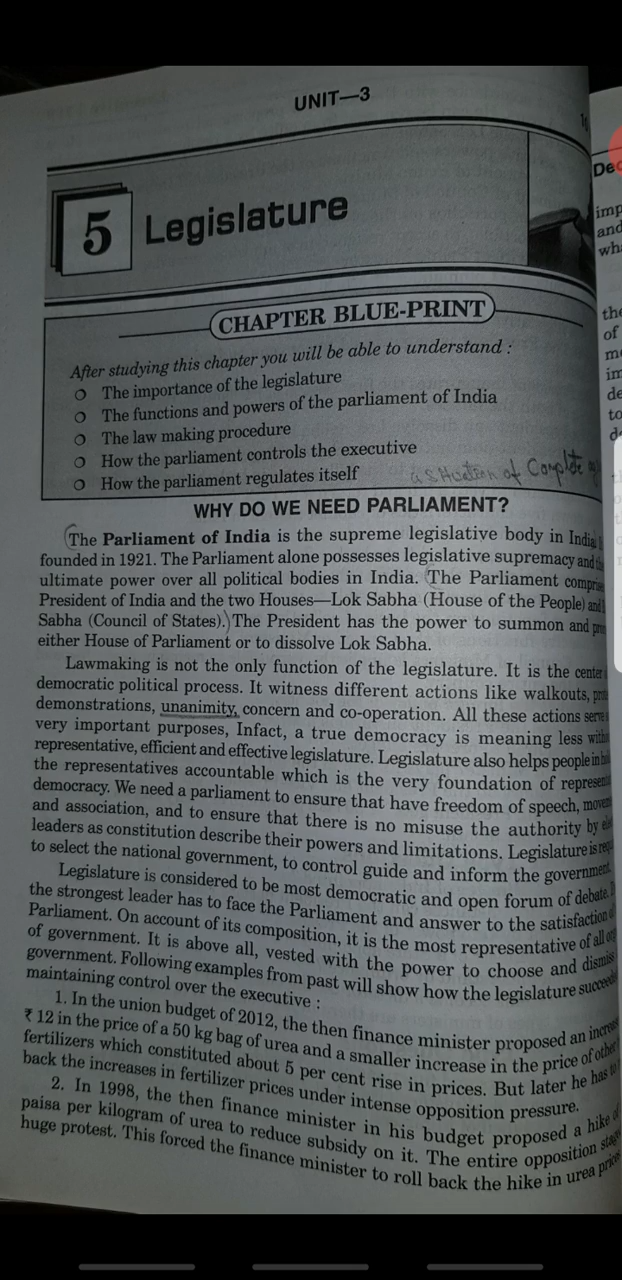 UNIT—3
5 Legislature
CHAPTER BLUE-PRINT
After studying this chapter you will be able to understand :
The importance of the legislature
The functions and powers of the parliament of India
The law making procedure
How the parliament controls the executive
How the parliament regulates itself
of Complete
WHY DO WE NEED PARLIAMENT?
(The Parliament of India is the supreme legislative body in India
founded in 1921. The Parliament alone possesses legislative supremacy and
ultimate power over all political bodies in India. (The Parliament
President of India and the two Houses—Lok Sabha (House of the People) and
Sabha (Council of States).) The President has the power to summon and
either House of Parliament or to dissolve Lok Sabha.
Lawmaking is not the only function of the legislature. It is the center
democratic political process. It witness different actions like walkouts,
demonstrations, unanimity, concern and co-operation. All these actions serve
very important purposes, Infact, a true democracy is meaning less
representative, efficient and effective legislature. Legislature also helps people in
the representatives accountable which is the very foundation of
democracy. We need a parliament to ensure that have freedom of speech,
and association, and to ensure that there is no misuse the authority by
leaders as constitution describe their powers and limitations. Legislature is
to select the national government, to control guide and inform the government.
Legislature is considered to be most democratic and open forum of debate.
the strongest leader has to face the Parliament and answer to the satisfaction
Parliament. On account of its composition, it is the most representative of all
of government. It is above all, vested with the power to choose and dismiss
government. Following examples from past will show how the legislature
maintaining control over the executive :
1. In the union budget of 2012, the then finance minister proposed an
₹ 12 in the price of a 50 kg bag of urea and a smaller increase in the price of other
fertilizers which constituted about 5 per cent rise in prices. But later he has
back the increases in fertilizer prices under intense opposition pressure.
2. In 1998, the then finance minister in his budget proposed a hike
paisa per kilogram of urea to reduce subsidy on it. The entire opposition
huge protest. This forced the finance minister to roll back the hike in urea
imp
and
the
of
to